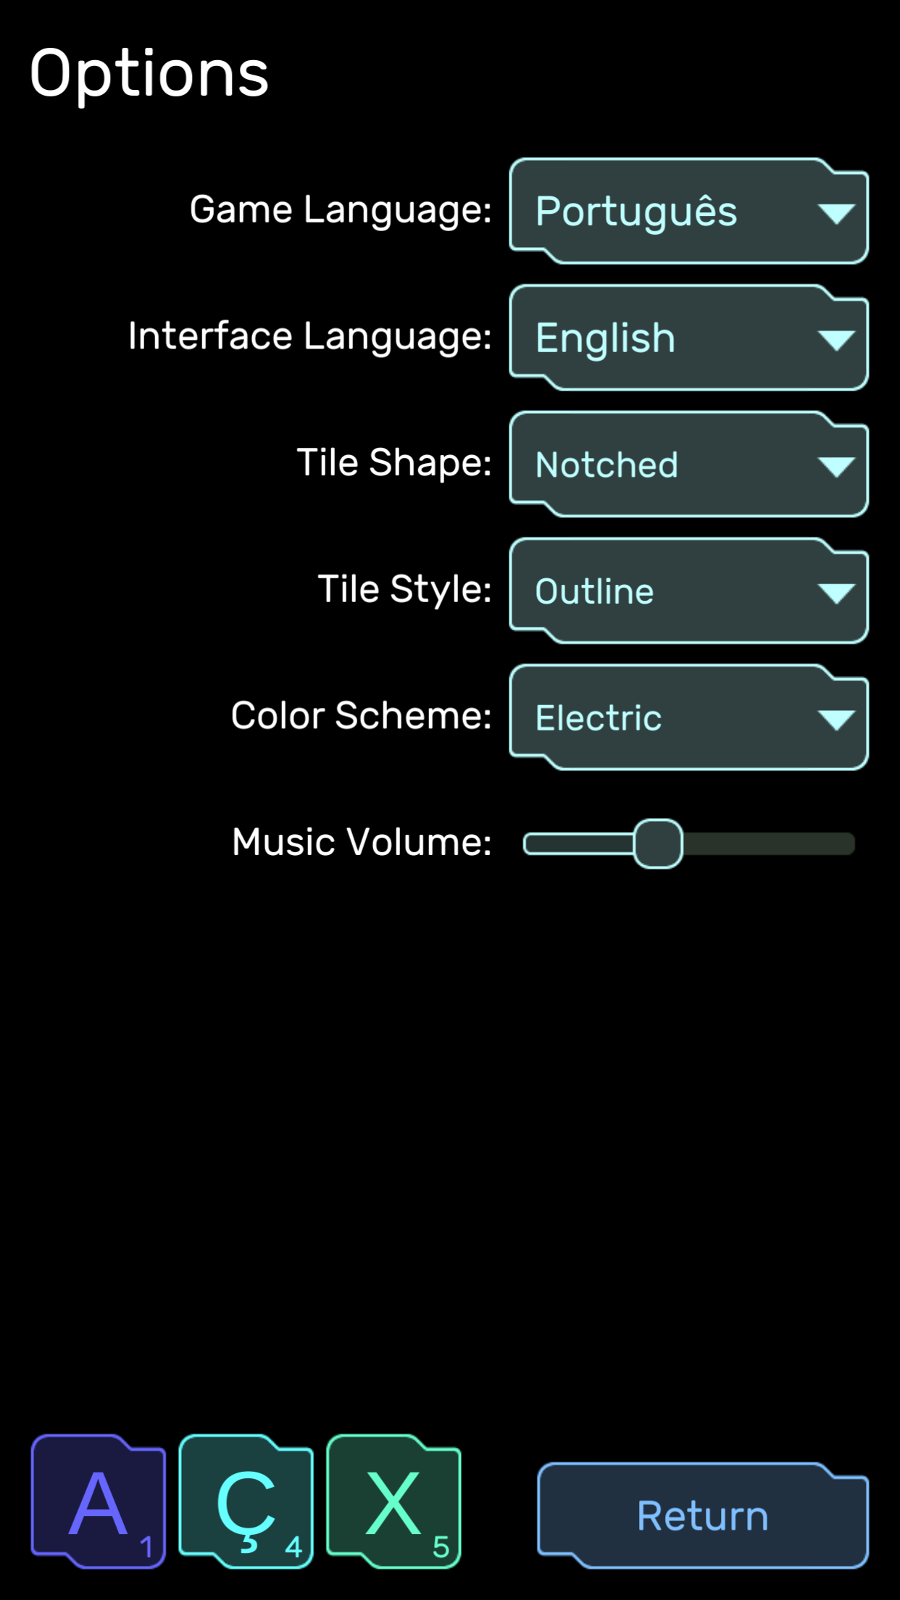 Options
Game Language: Português
Interface Language: English
Tile Shape: Notched
Tile Style: Outline
Color Scheme: Electric
Music Volume:
A 1 Ç 4 X 5 Return